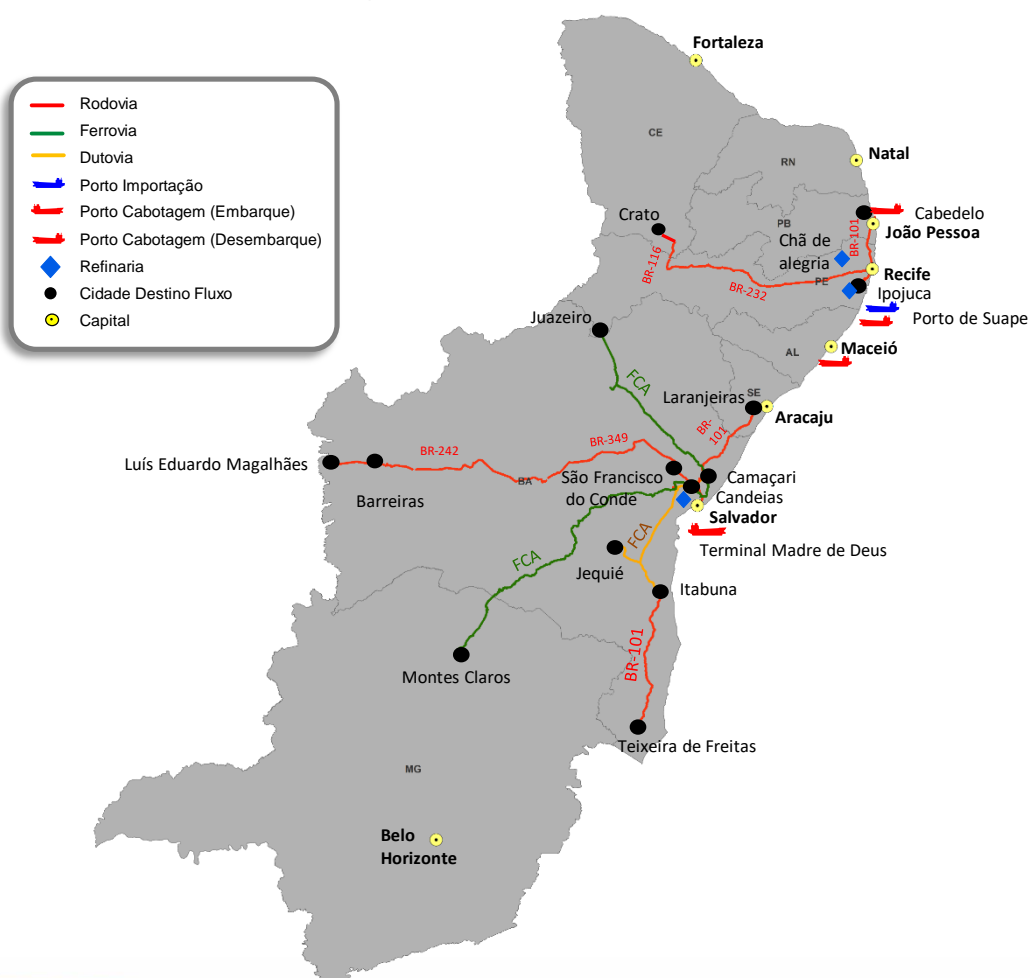 Fortaleza
Rodovia
Ferrovia
Dutovia
Porto Importação
Porto Cabotagem (Embarque)
Porto Cabotagem (Desembarque)
Refinaria
Cidade Destino Fluxo
Capital
CE
RN
Natal
Crato
PB
BR-101
Cabedelo
João Pessoa
Chã de
alegria
BR-116
BR-232
PE
Recife
Ipojuca
Porto de Suape
Juazeiro
AL
Maceió
FCA
Laranjeiras
SE
Aracaju
BR-
101
BR-349
BR-242
Luís Eduardo Magalhães
Barreiras
BA
São Francisco
do Conde
Camaçari
Candeias
Salvador
Terminal Madre de Deus
FCA
FCA
Jequié
Itabuna
BR-101
Montes Claros
Teixeira de Freitas
MG
Belo
Horizonte